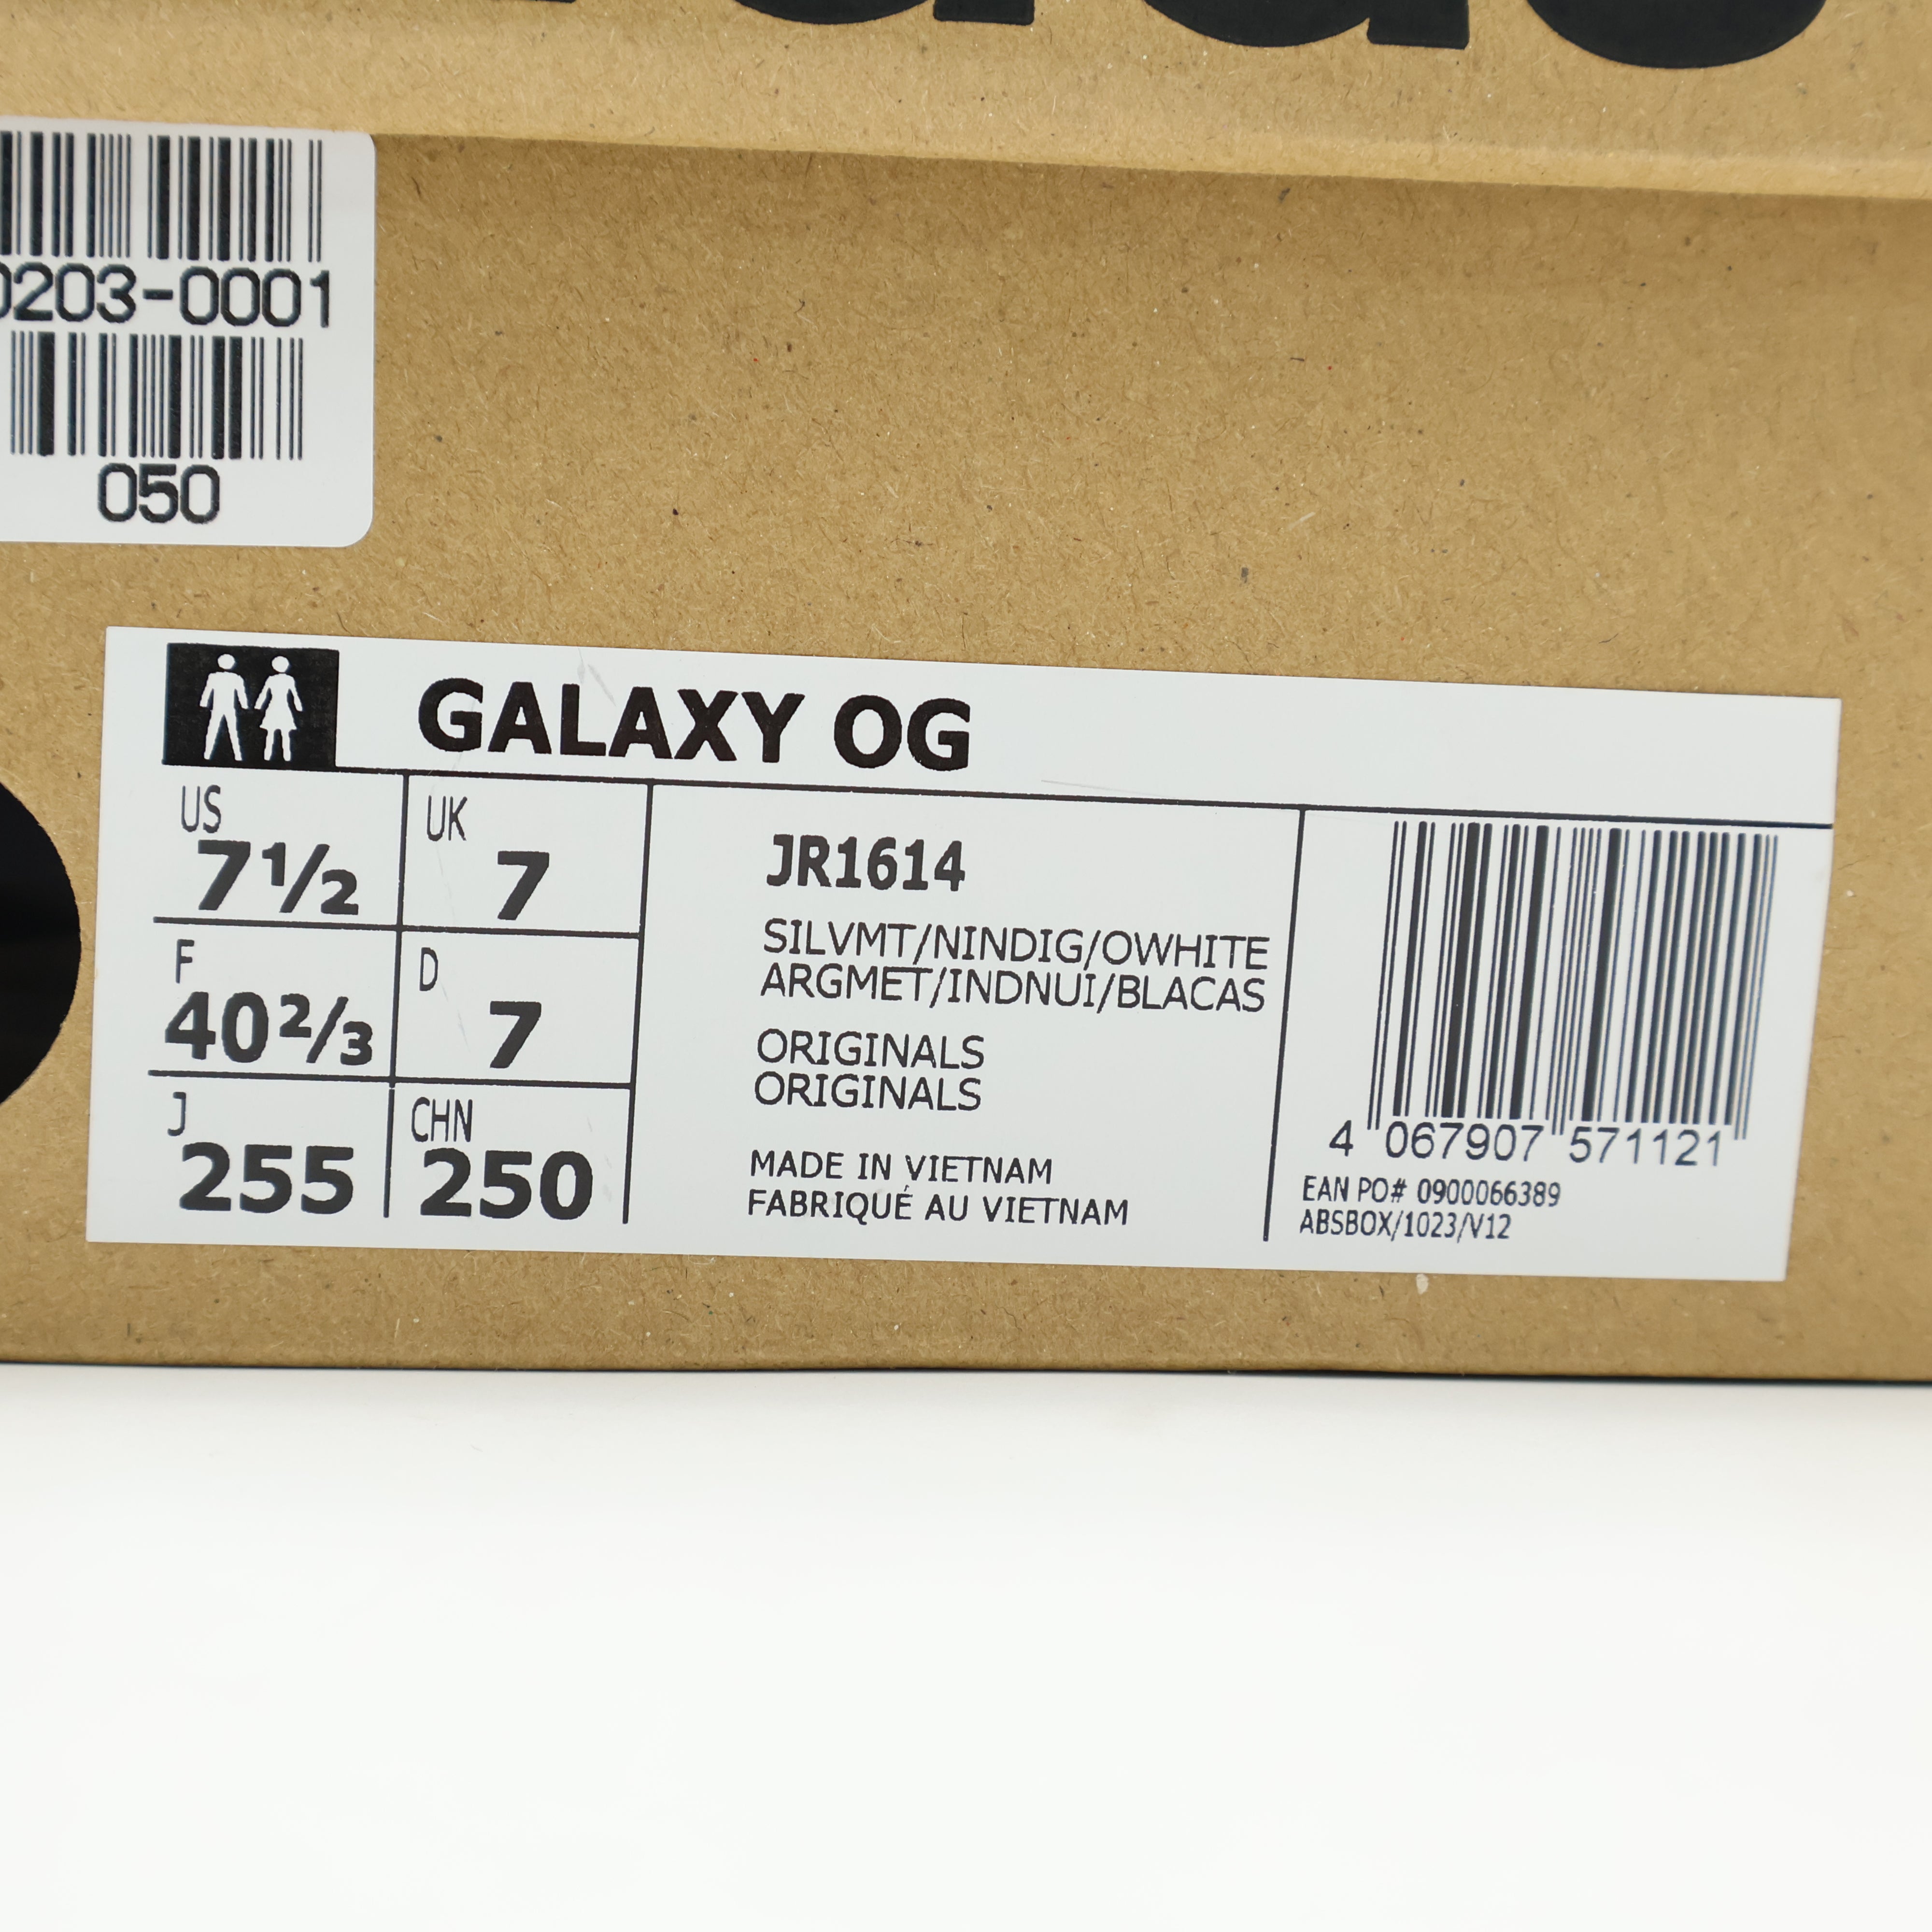 0203-0001
050
GALAXY OG
US
7½
UK
7
F
40⅔
D
7
J
255
CHN
250
JR1614
SILVMT/NINDIG/OWHITE
ARGMET/INDNUI/BLACAS
ORIGINALS
ORIGINALS
MADE IN VIETNAM
FABRIQUÉ AU VIETNAM
4 067907 571121
EAN PO# 0900066389
ABSBOX/1023/V12